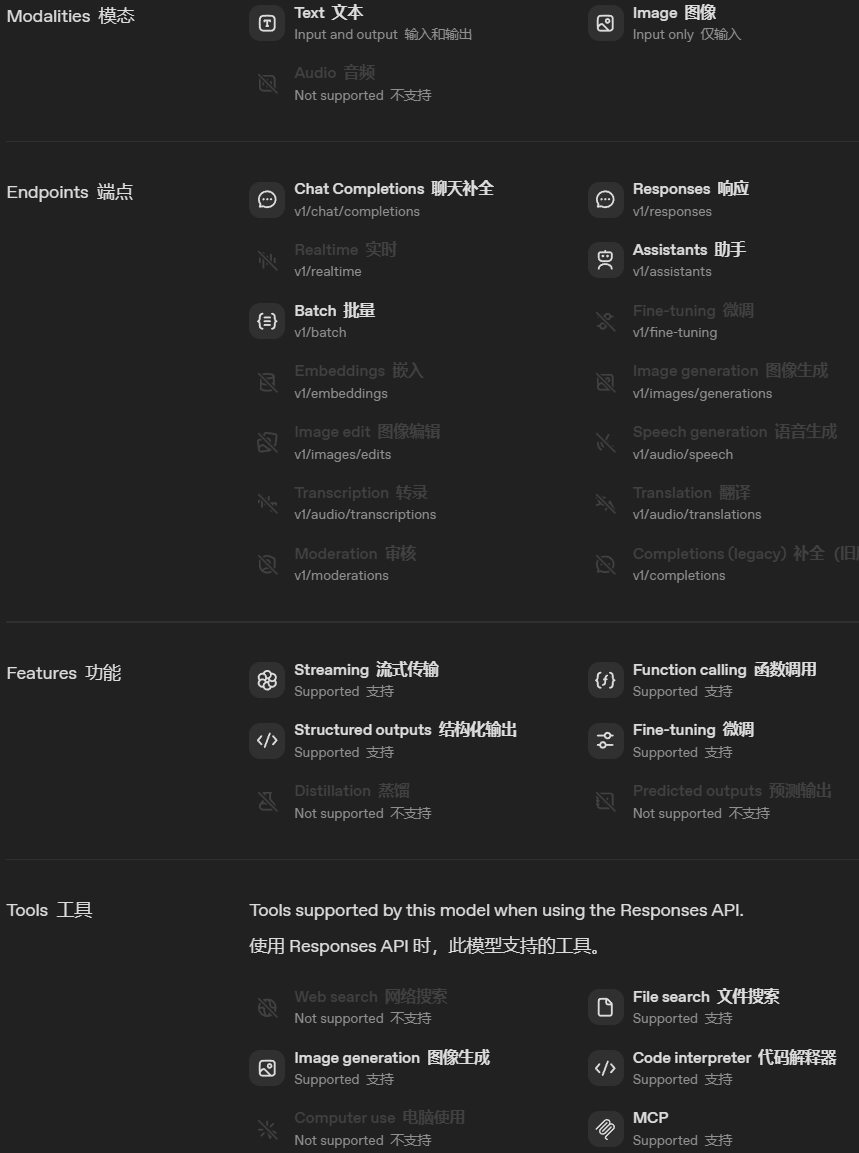 Modalities 模态
Text 文本
Input and output 输入和输出
Image 图像
Input only 仅输入
Audio 音频
Not supported 不支持
Endpoints 端点
Chat Completions 聊天补全
v1/chat/completions
Responses 响应
v1/responses
Realtime 实时
v1/realtime
Assistants 助手
v1/assistants
Batch 批量
v1/batch
Fine-tuning 微调
v1/fine-tuning
Embeddings 嵌入
v1/embeddings
Image generation 图像生成
v1/images/generations
Image edit 图像编辑
v1/images/edits
Speech generation 语音生成
v1/audio/speech
Transcription 转录
v1/audio/transcriptions
Translation 翻译
v1/audio/translations
Moderation 审核
v1/moderations
Completions (legacy) 补全（旧
v1/completions
Features 功能
Streaming 流式传输
Supported 支持
Function calling 函数调用
Supported 支持
Structured outputs 结构化输出
Supported 支持
Fine-tuning 微调
Supported 支持
Distillation 蒸馏
Not supported 不支持
Predicted outputs 预测输出
Not supported 不支持
Tools 工具
Tools supported by this model when using the Responses API.
使用 Responses API 时，此模型支持的工具。
Web search 网络搜索
Not supported 不支持
File search 文件搜索
Supported 支持
Image generation 图像生成
Supported 支持
Code interpreter 代码解释器
Supported 支持
Computer use 电脑使用
Not supported 不支持
MCP
Supported 支持